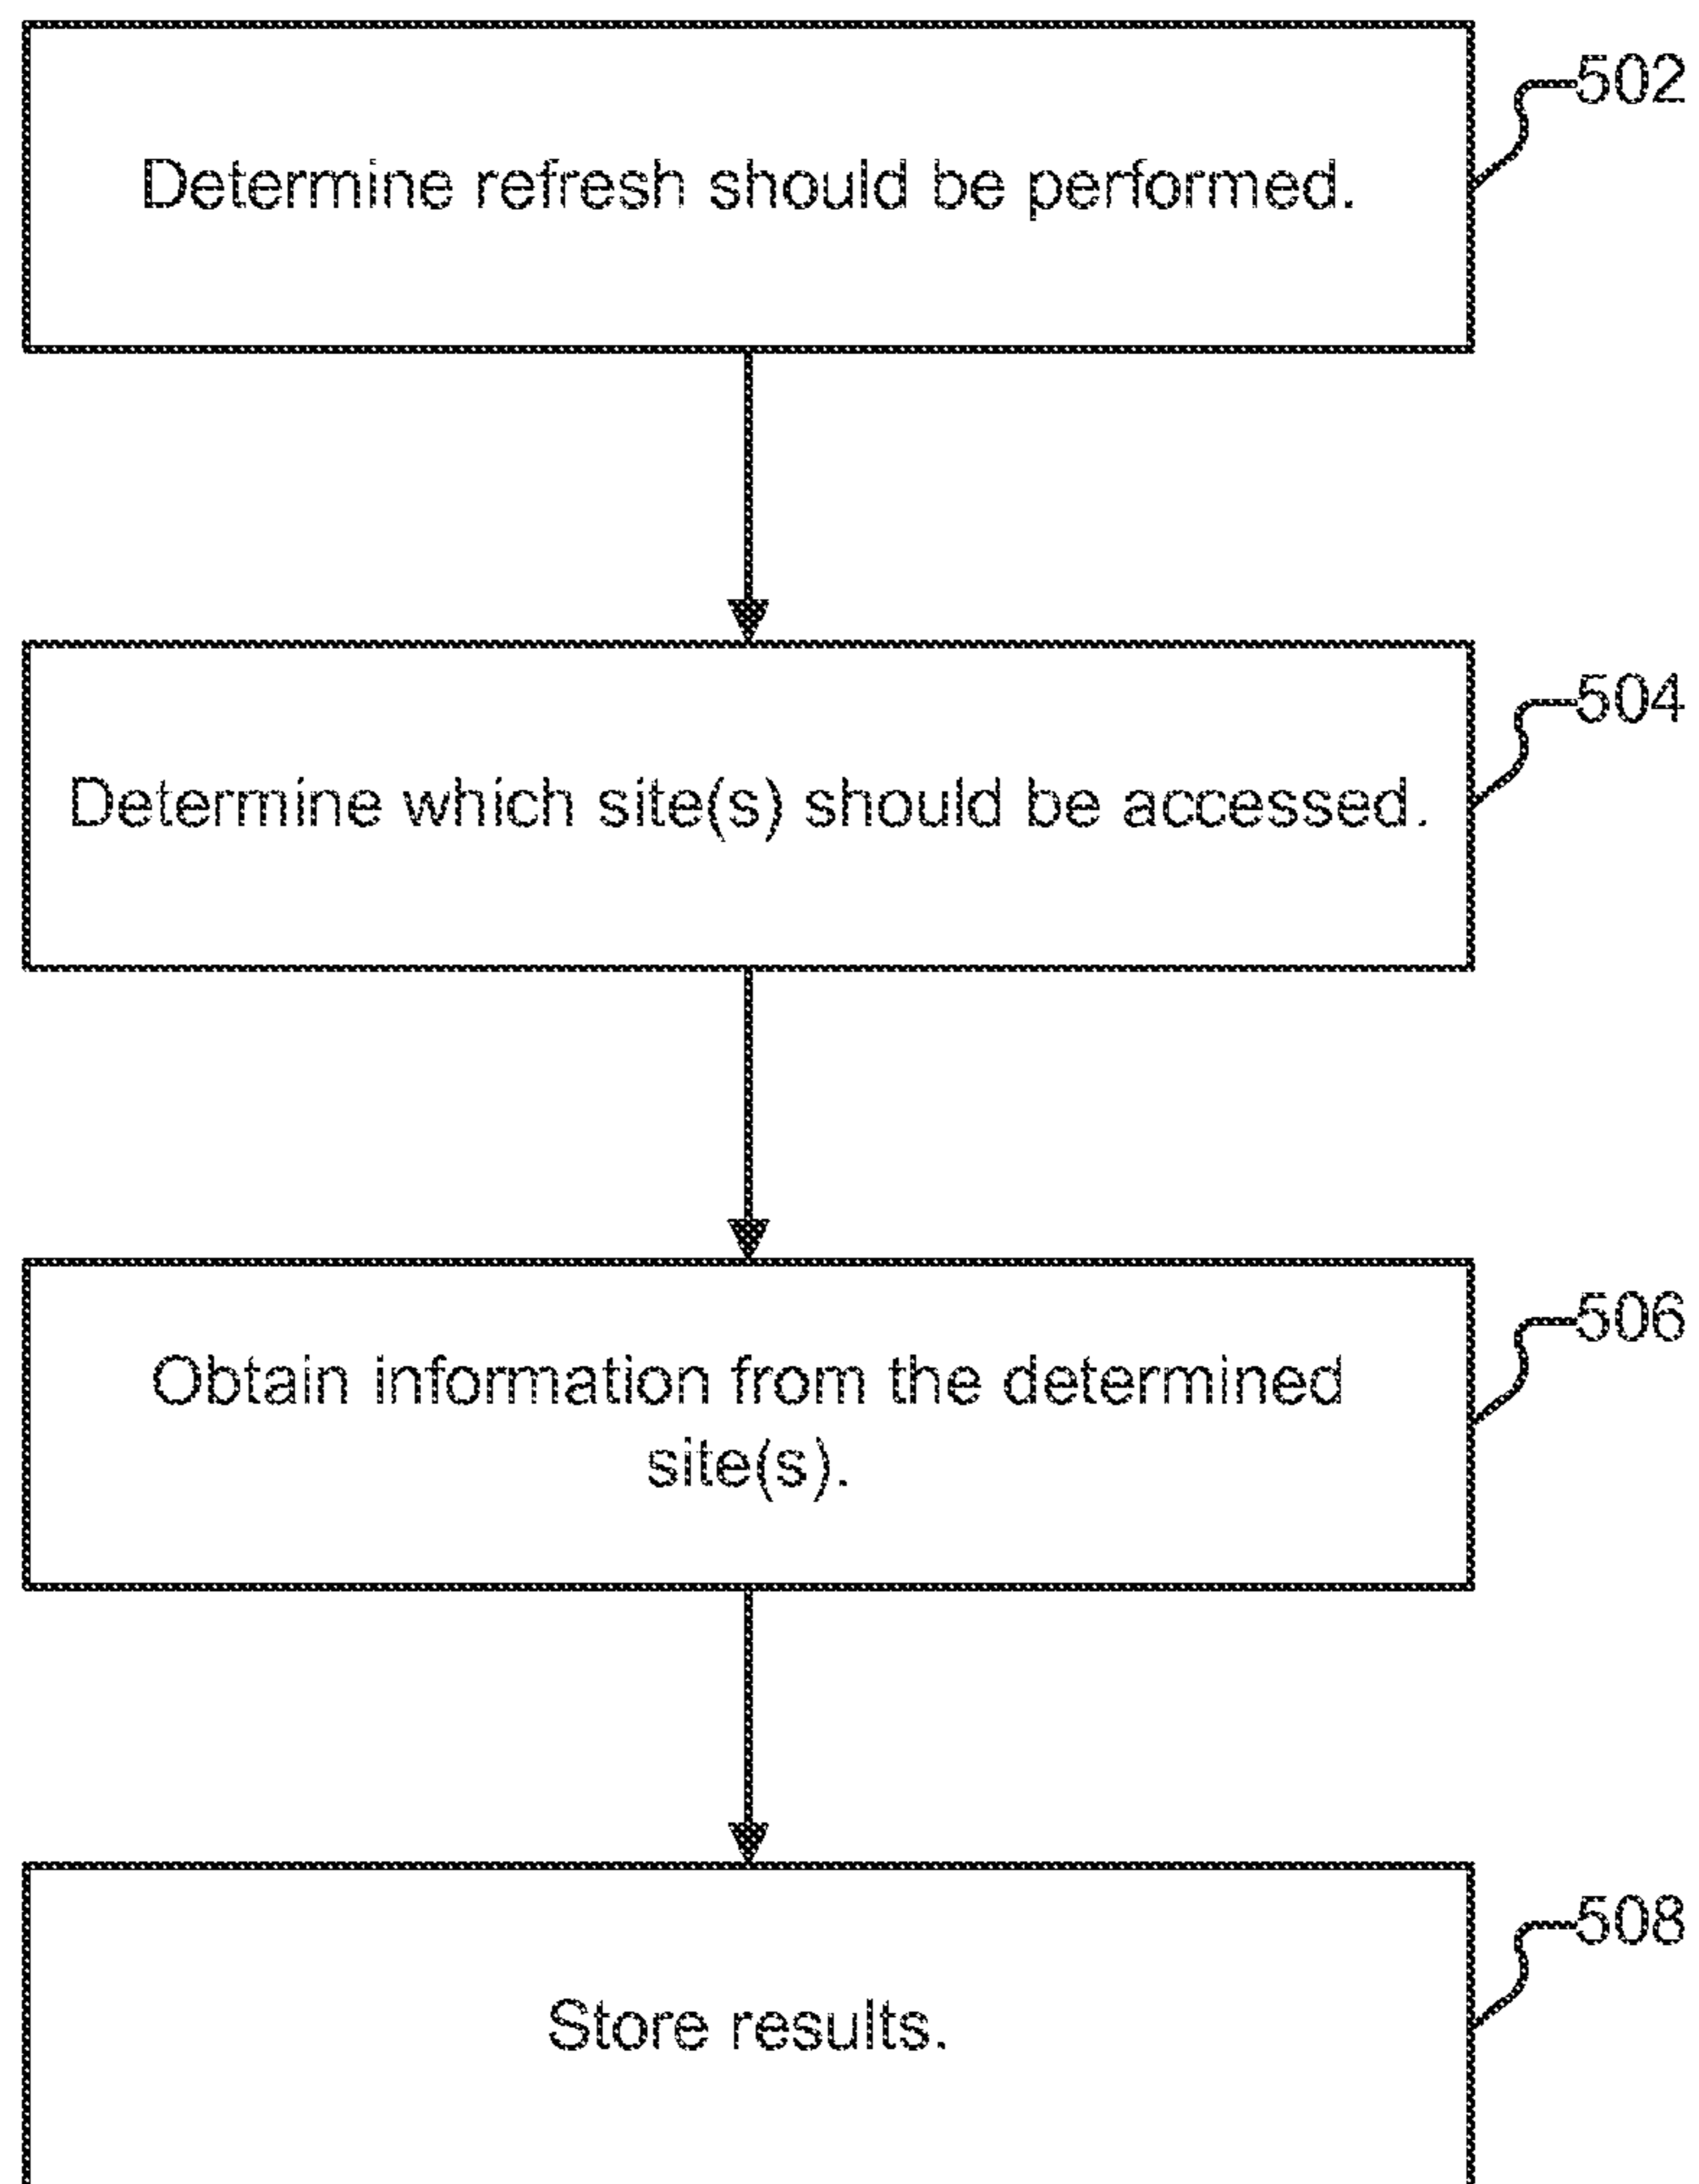 502
Determine refresh should be performed.
504
Determine which site(s) should be accessed.
506
Obtain information from the determined
site(s).
508
Store results.